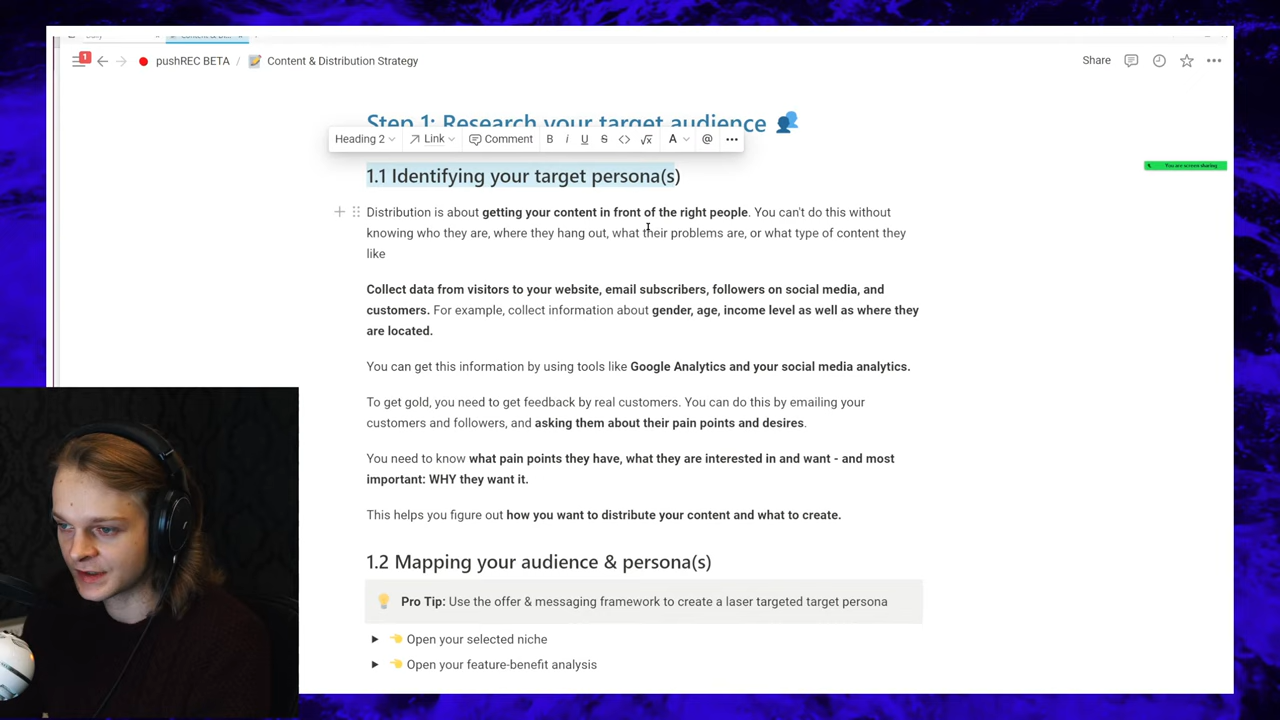 1
pushREC BETA / Content & Distribution Strategy
Share
Step 1: Research your target audience
Heading 2 Link Comment B i U S <> √x A @ •••
1.1 Identifying your target persona(s)
You are screen sharing
Distribution is about getting your content in front of the right people. You can't do this without
knowing who they are, where they hang out, what their problems are, or what type of content they
like
Collect data from visitors to your website, email subscribers, followers on social media, and
customers. For example, collect information about gender, age, income level as well as where they
are located.
You can get this information by using tools like Google Analytics and your social media analytics.
To get gold, you need to get feedback by real customers. You can do this by emailing your
customers and followers, and asking them about their pain points and desires.
You need to know what pain points they have, what they are interested in and want - and most
important: WHY they want it.
This helps you figure out how you want to distribute your content and what to create.
1.2 Mapping your audience & persona(s)
Pro Tip: Use the offer & messaging framework to create a laser targeted target persona
Open your selected niche
Open your feature-benefit analysis